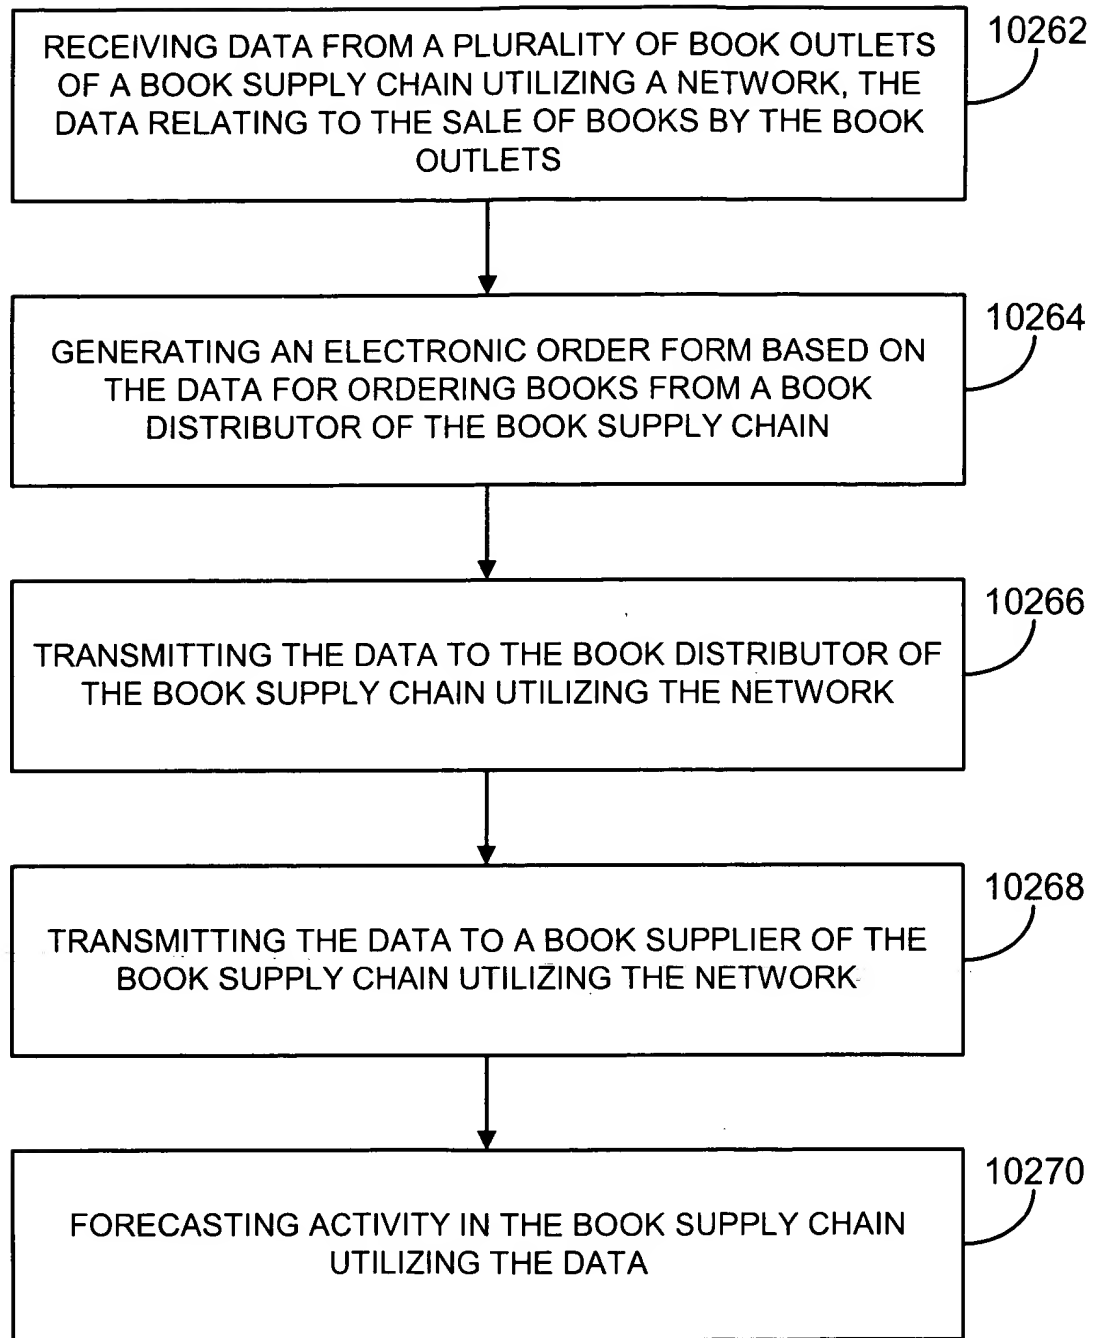 RECEIVING DATA FROM A PLURALITY OF BOOK OUTLETS
OF A BOOK SUPPLY CHAIN UTILIZING A NETWORK, THE
DATA RELATING TO THE SALE OF BOOKS BY THE BOOK
OUTLETS
10262
GENERATING AN ELECTRONIC ORDER FORM BASED ON
THE DATA FOR ORDERING BOOKS FROM A BOOK
DISTRIBUTOR OF THE BOOK SUPPLY CHAIN
10264
TRANSMITTING THE DATA TO THE BOOK DISTRIBUTOR OF
THE BOOK SUPPLY CHAIN UTILIZING THE NETWORK
10266
TRANSMITTING THE DATA TO A BOOK SUPPLIER OF THE
BOOK SUPPLY CHAIN UTILIZING THE NETWORK
10268
FORECASTING ACTIVITY IN THE BOOK SUPPLY CHAIN
UTILIZING THE DATA
10270